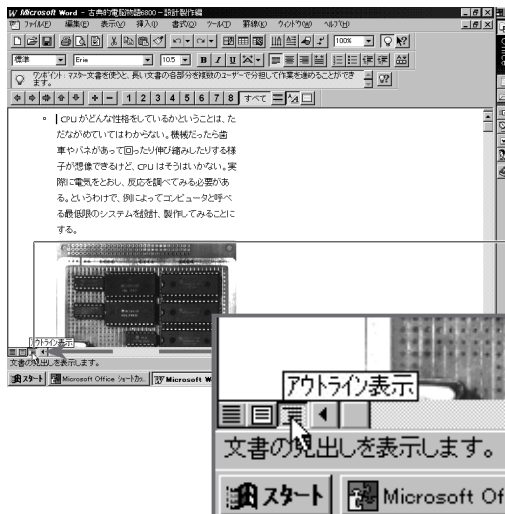 Microsoft Word - 古典的電脳物語6800 - 設計製作編
ファイル(F) 編集(E) 表示(V) 挿入(I) 書式(O) ツール(T) 罫線(A) ウィンドウ(W) ヘルプ(H)
100%
標準 Erie 10.5 B I U A
ワンポイント: マスター文書を使うと、長い文書の各部分を複数のユーザーで分担して作業を進めることができ
ます。
1 2 3 4 5 6 7 8 すべて
Office
CPUがどんな性格をしているかということは、た
だながめていてはわからない。機械だったら歯
車やバネがあって回ったり伸び縮みしたりする様
子が想像できるけど、CPUはそうはいかない。実
際に電気をとおし、反応を調べてみる必要があ
る。というわけで、例によってコンピュータと呼べ
る最低限のシステムを設計、製作してみることに
する。
アウトライン表示
文書の見出しを表示します。
スタート Microsoft Office ショートカッ.. Microsoft W
アウトライン表示
文書の見出しを表示します。
スタート Microsoft Of